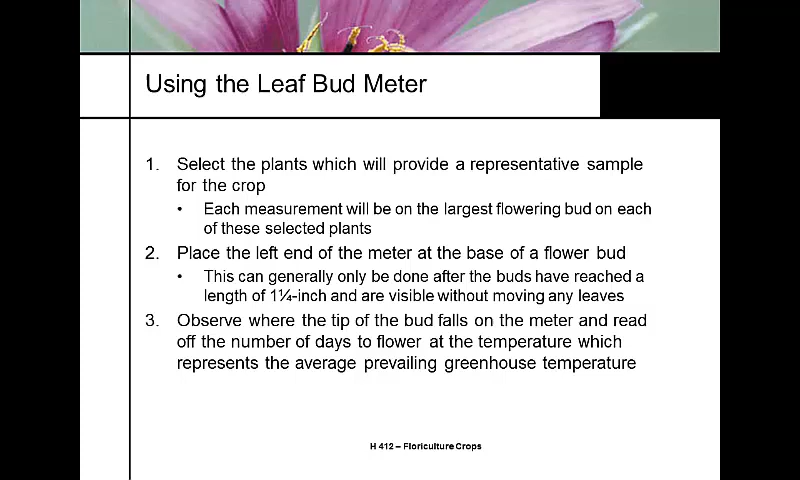 Using the Leaf Bud Meter
1. Select the plants which will provide a representative sample
for the crop
• Each measurement will be on the largest flowering bud on each
of these selected plants
2. Place the left end of the meter at the base of a flower bud
• This can generally only be done after the buds have reached a
length of 1¼-inch and are visible without moving any leaves
3. Observe where the tip of the bud falls on the meter and read
off the number of days to flower at the temperature which
represents the average prevailing greenhouse temperature
H 412 – Floriculture Crops